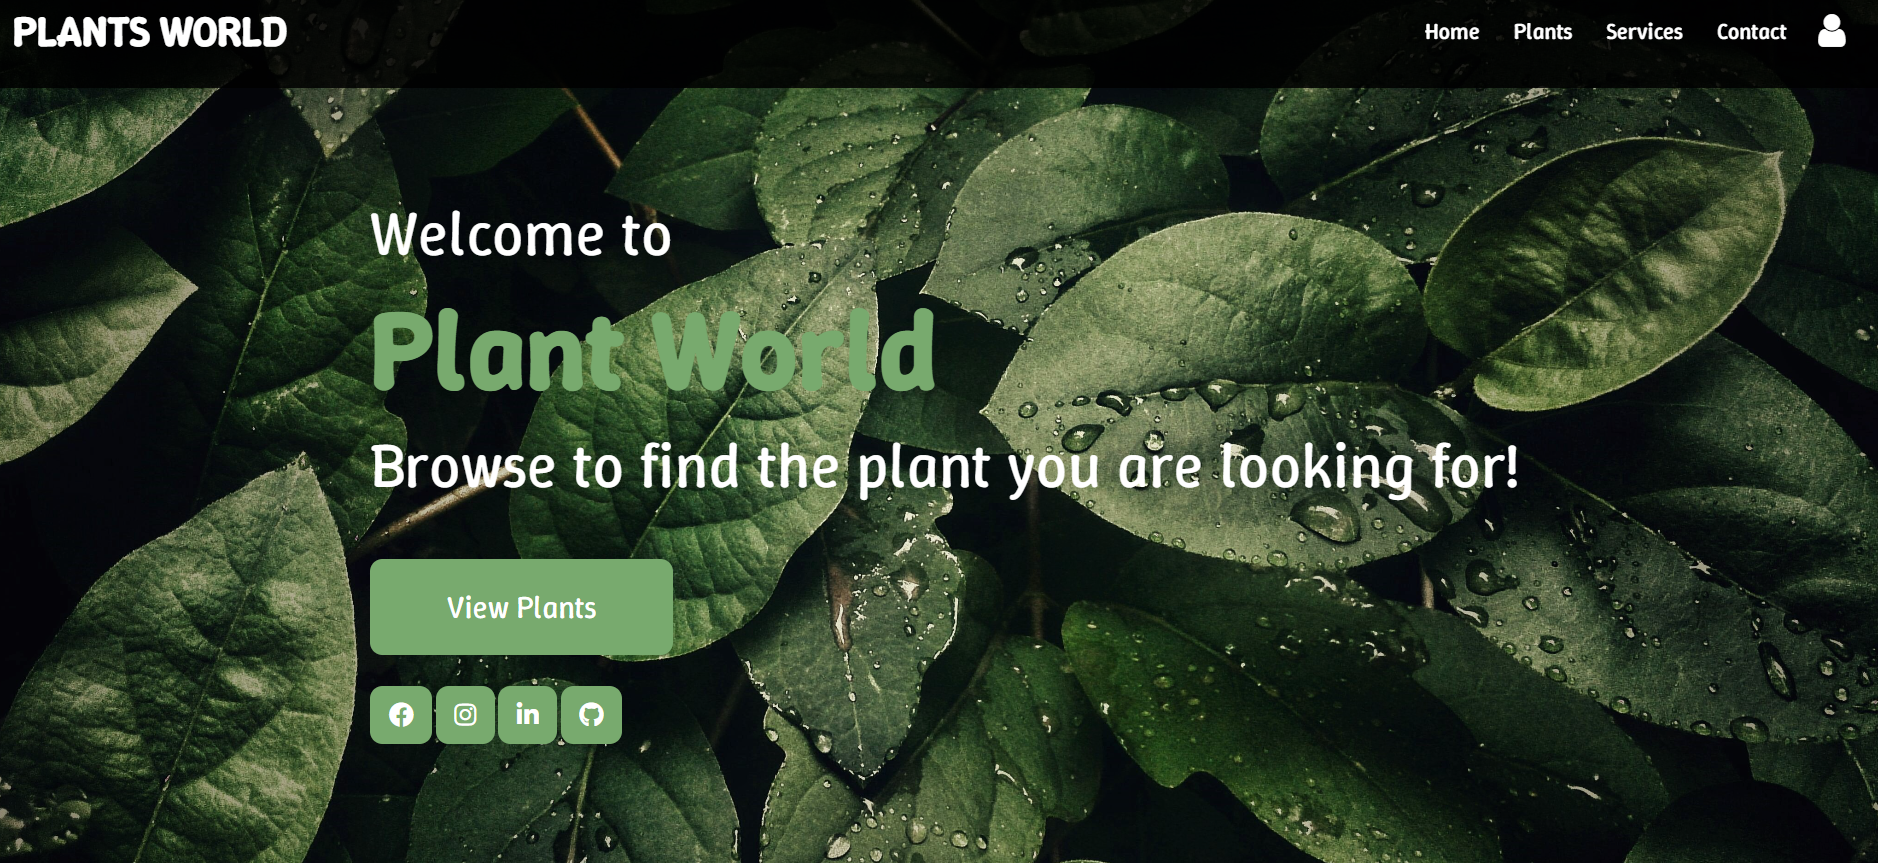 PLANTS WORLD
Home Plants Services Contact
Welcome to
Plant World
Browse to find the plant you are looking for!
View Plants